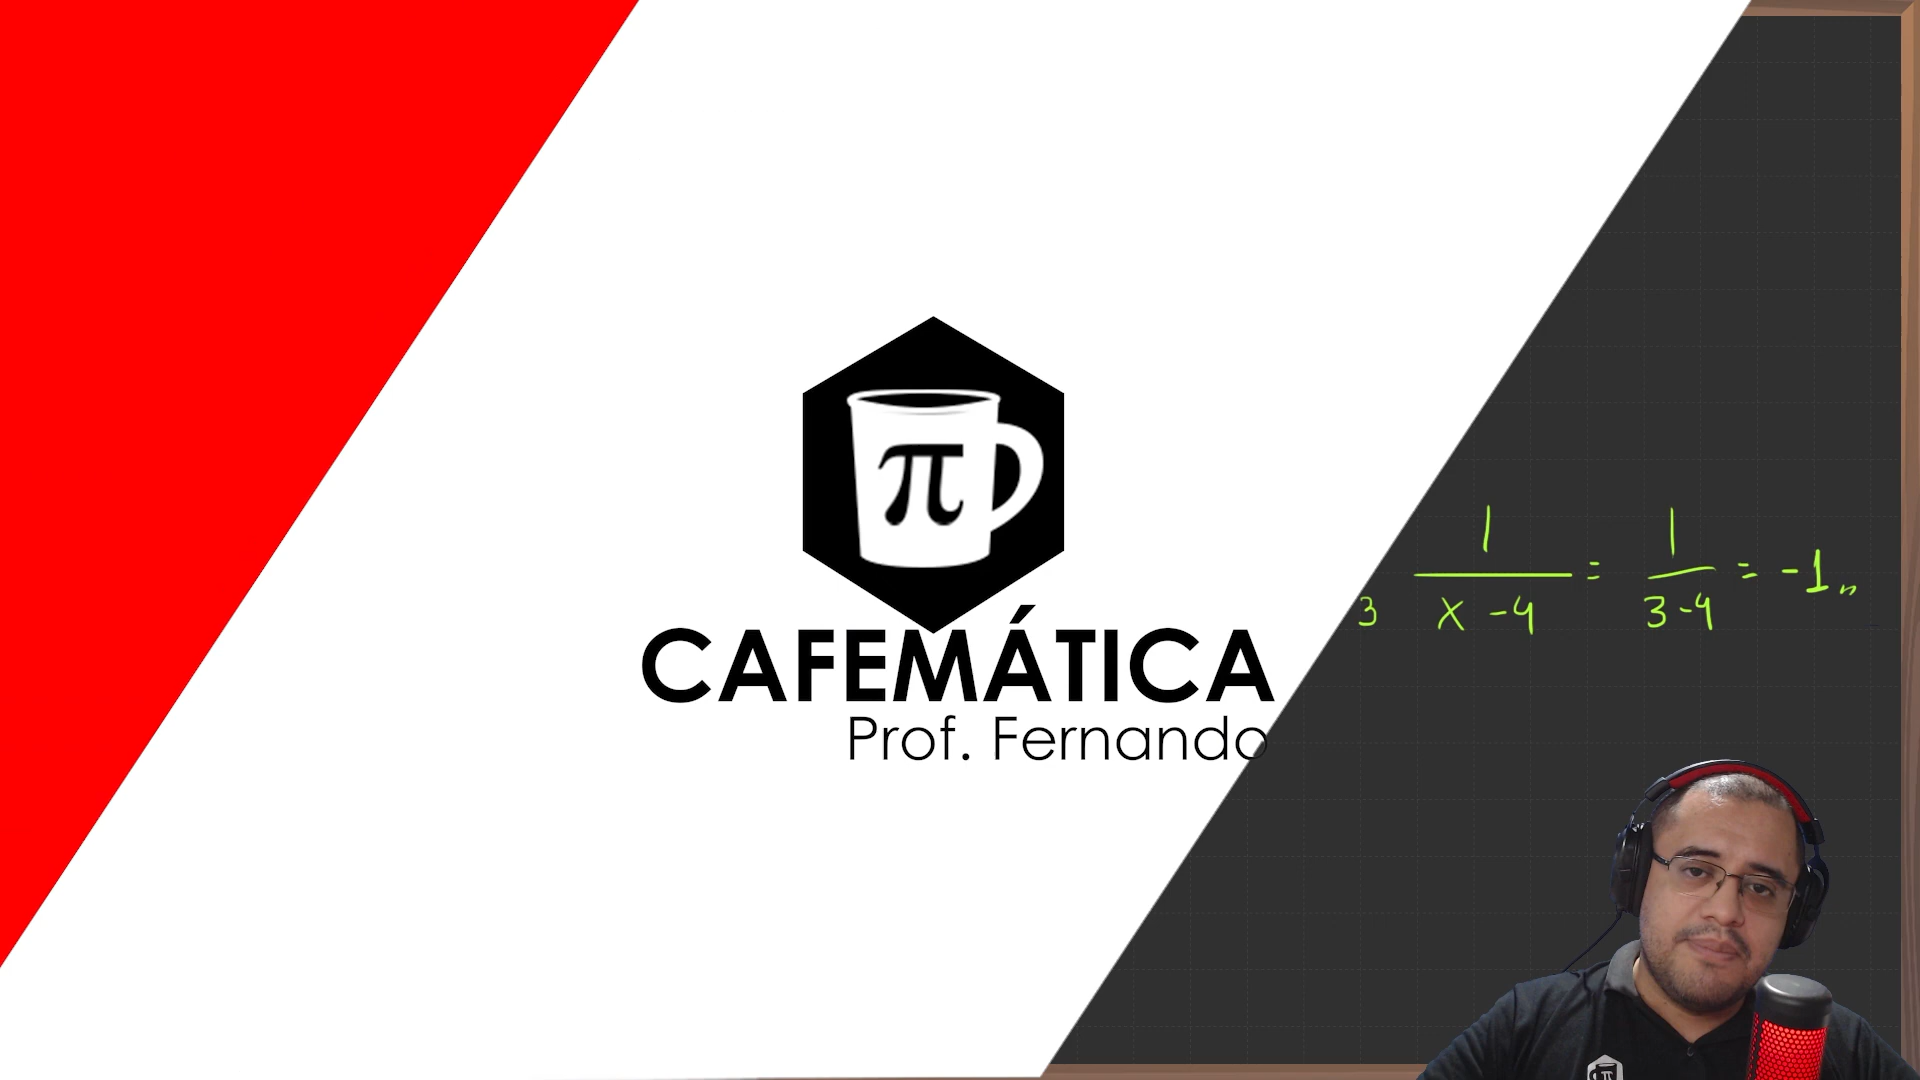 π
CAFEMÁTICA
Prof. Fernando
3 1/(x-4) = 1/(3-4) = -1
π